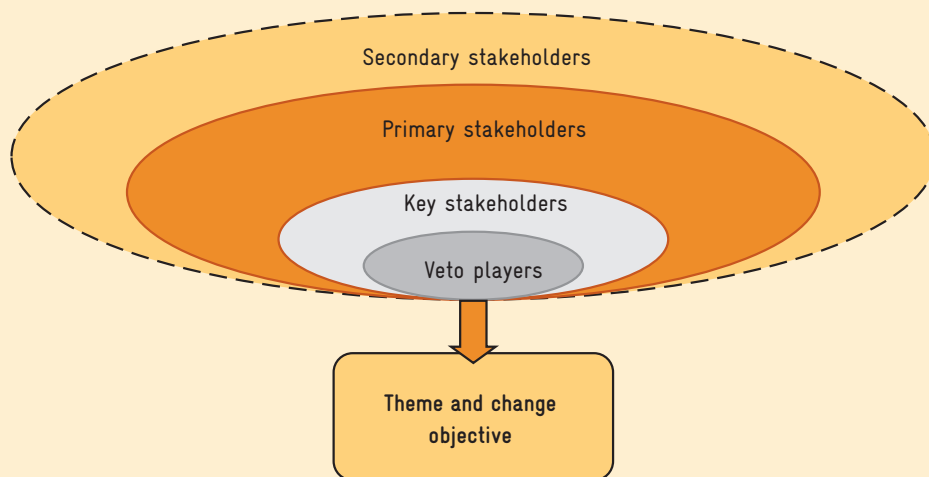 Secondary stakeholders
Primary stakeholders
Key stakeholders
Veto players
Theme and change
objective